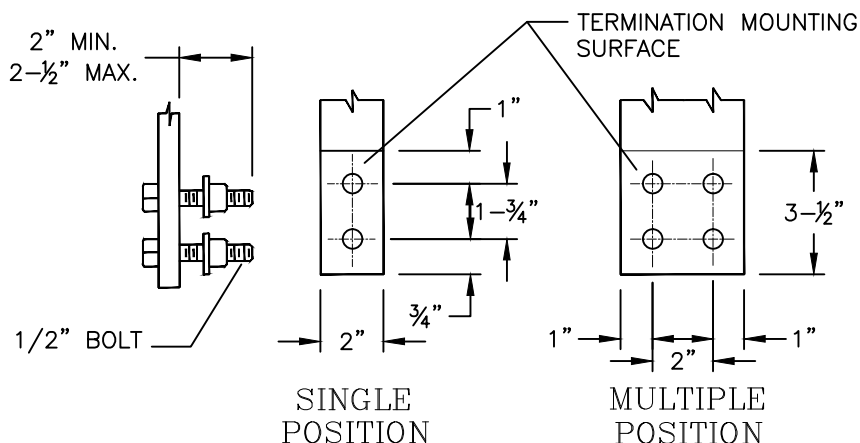 2” MIN.
2-½” MAX.
TERMINATION MOUNTING
SURFACE
1”
1-¾”
3-½”
¾”
1/2” BOLT
2”
1”
1”
2”
SINGLE
POSITION
MULTIPLE
POSITION